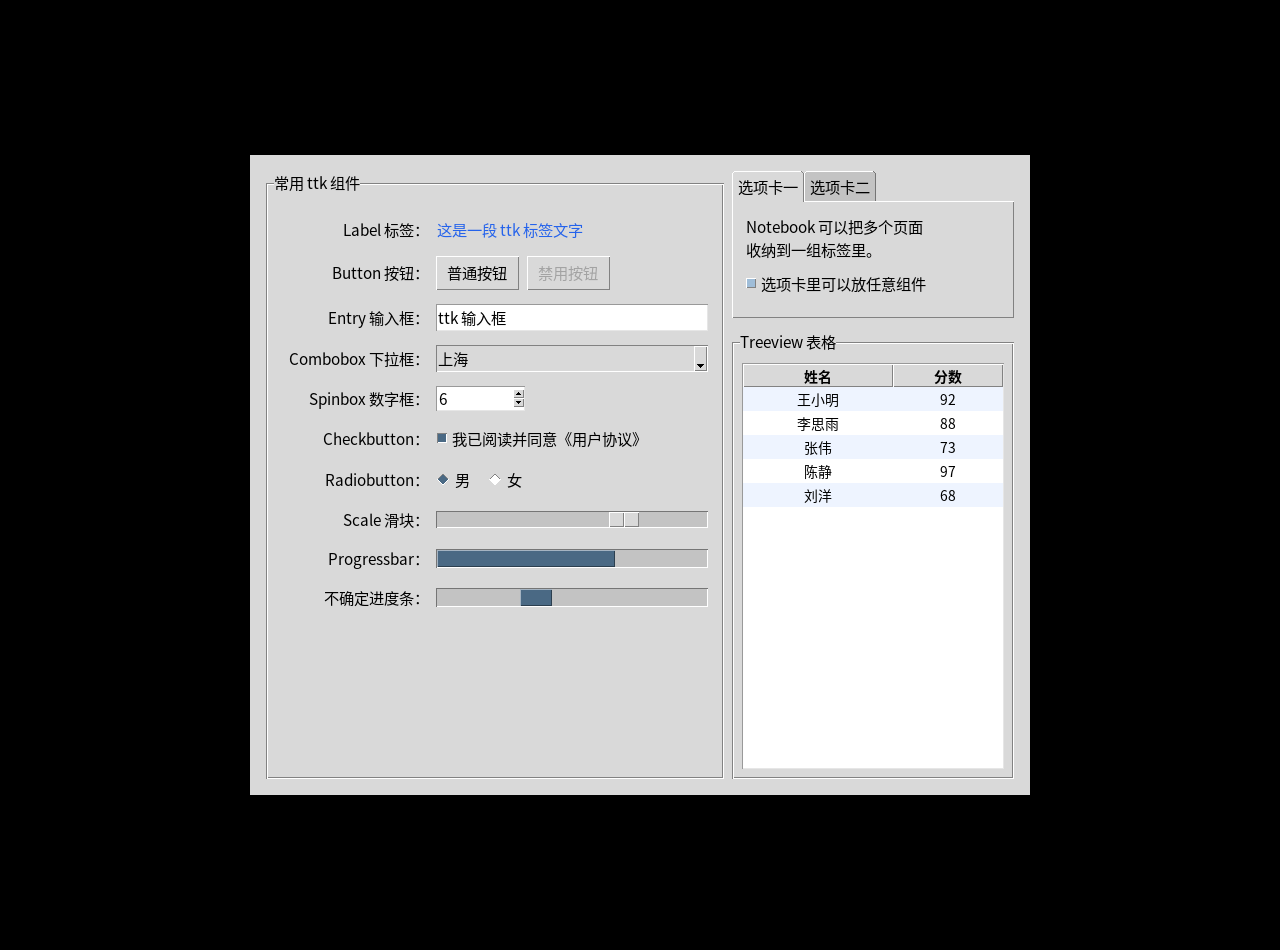 常用 ttk 组件
Label 标签：
这是一段 ttk 标签文字
Button 按钮：
普通按钮
禁用按钮
Entry 输入框：
ttk 输入框
Combobox 下拉框：
上海
Spinbox 数字框：
6
Checkbutton：
我已阅读并同意《用户协议》
Radiobutton：
男
女
Scale 滑块：
Progressbar：
不确定进度条：
选项卡一
选项卡二
Notebook 可以把多个页面
收纳到一组标签里。
选项卡里可以放任意组件
Treeview 表格
姓名 分数
王小明 92
李思雨 88
张伟 73
陈静 97
刘洋 68